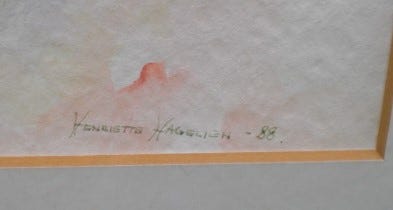 HENRIETTE HAGELIEN - 88.